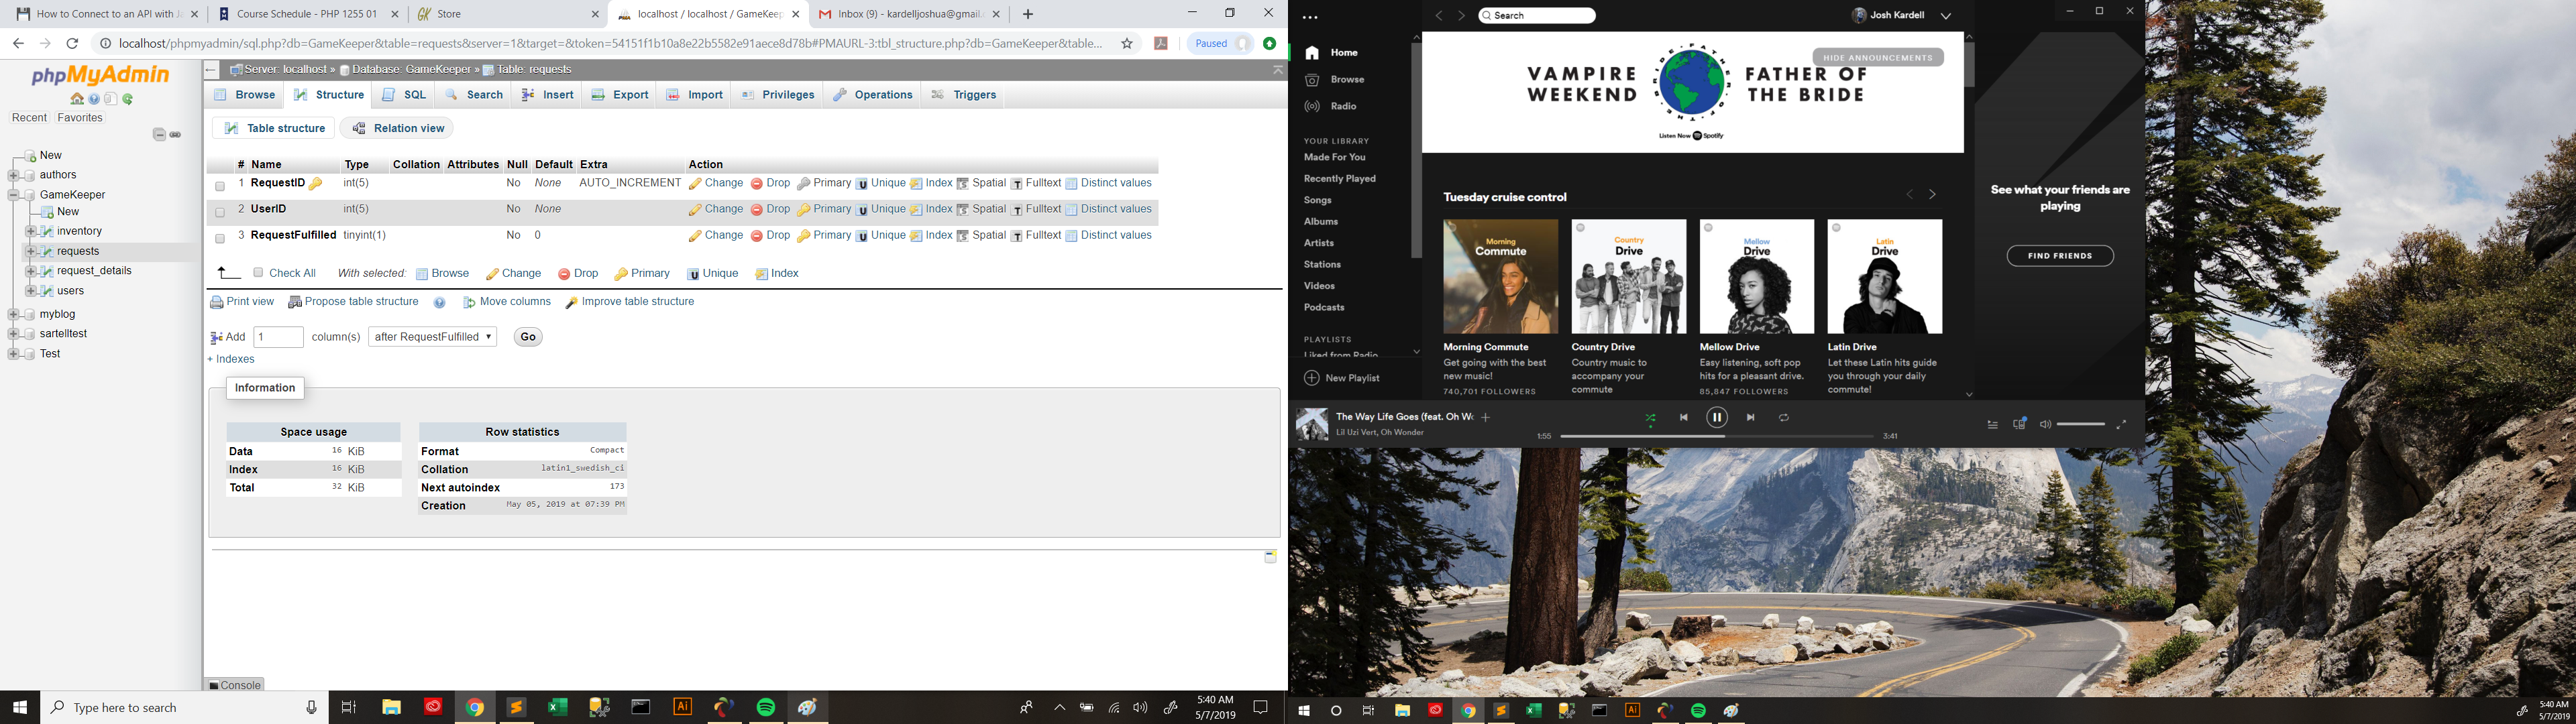 How to Connect to an API with Ja
Course Schedule - PHP 1255 01
Store
localhost / localhost / GameKeep
Inbox (9) - kardelljoshua@gmail.c
localhost/phpmyadmin/sql.php?db=GameKeeper&table=requests&server=1&target=&token=54151f1b10a8e22b5582e91aece8d78b#PMAURL-3:tbl_structure.php?db=GameKeeper&table...
Paused
phpMyAdmin
Recent Favorites
New
authors
GameKeeper
New
inventory
requests
request_details
users
myblog
sartelltest
Test
Server: localhost » Database: GameKeeper » Table: requests
Browse Structure SQL Search Insert Export Import Privileges Operations Triggers
Table structure Relation view
# Name Type Collation Attributes Null Default Extra Action
1 RequestID int(5) No None AUTO_INCREMENT Change Drop Primary Unique Index Spatial Fulltext Distinct values
2 UserID int(5) No None Change Drop Primary Unique Index Spatial Fulltext Distinct values
3 RequestFulfilled tinyint(1) No 0 Change Drop Primary Unique Index Spatial Fulltext Distinct values
Check All With selected: Browse Change Drop Primary Unique Index
Print view Propose table structure Move columns Improve table structure
Add 1 column(s) after RequestFulfilled Go
+ Indexes
Information
Space usage
Data 16 KiB
Index 16 KiB
Total 32 KiB
Row statistics
Format Compact
Collation latin1_swedish_ci
Next autoindex 173
Creation May 05, 2019 at 07:39 PM
Console
Type here to search
5:40 AM
5/7/2019
Search
Josh Kardell
Home
Browse
Radio
YOUR LIBRARY
Made For You
Recently Played
Songs
Albums
Artists
Stations
Videos
Podcasts
PLAYLISTS
Liked from Radio
New Playlist
HIDE ANNOUNCEMENTS
VAMPIRE WEEKEND
FATHER OF THE BRIDE
Listen Now Spotify
Tuesday cruise control
Morning Commute
Country Drive
Mellow Drive
Latin Drive
Morning Commute
Get going with the best new music!
740,701 FOLLOWERS
Country Drive
Country music to accompany your commute
Mellow Drive
Easy listening, soft pop hits for a pleasant drive.
85,847 FOLLOWERS
Latin Drive
Let these Latin hits guide you through your daily commute!
See what your friends are playing
FIND FRIENDS
The Way Life Goes (feat. Oh Wo
Lil Uzi Vert, Oh Wonder
1:55
3:41
5:40 AM
5/7/2019